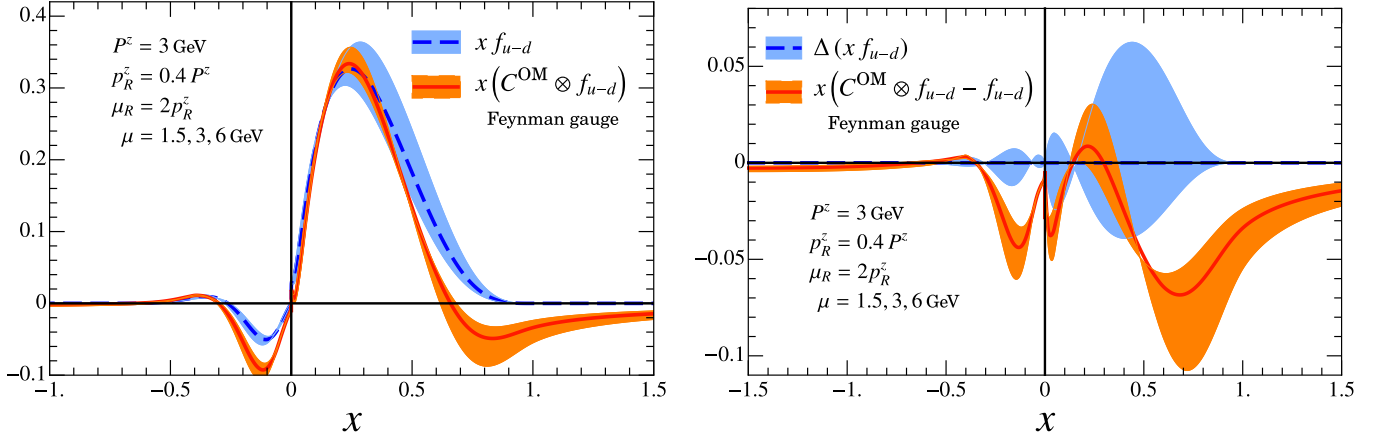 0.4
0.3
0.2
0.1
0
−0.1
P^z = 3 GeV
p_R^z = 0.4 P^z
μ_R = 2p_R^z
μ = 1.5, 3, 6 GeV
x f_{u−d}
x(C^{OM} ⊗ f_{u−d})
Feynman gauge
−1. −0.5 0 0.5 1. 1.5
x
0.05
0
−0.05
−0.1
Δ(x f_{u−d})
x(C^{OM} ⊗ f_{u−d} − f_{u−d})
Feynman gauge
P^z = 3 GeV
p_R^z = 0.4 P^z
μ_R = 2p_R^z
μ = 1.5, 3, 6 GeV
−1.5 −1. −0.5 0 0.5 1. 1.5
x